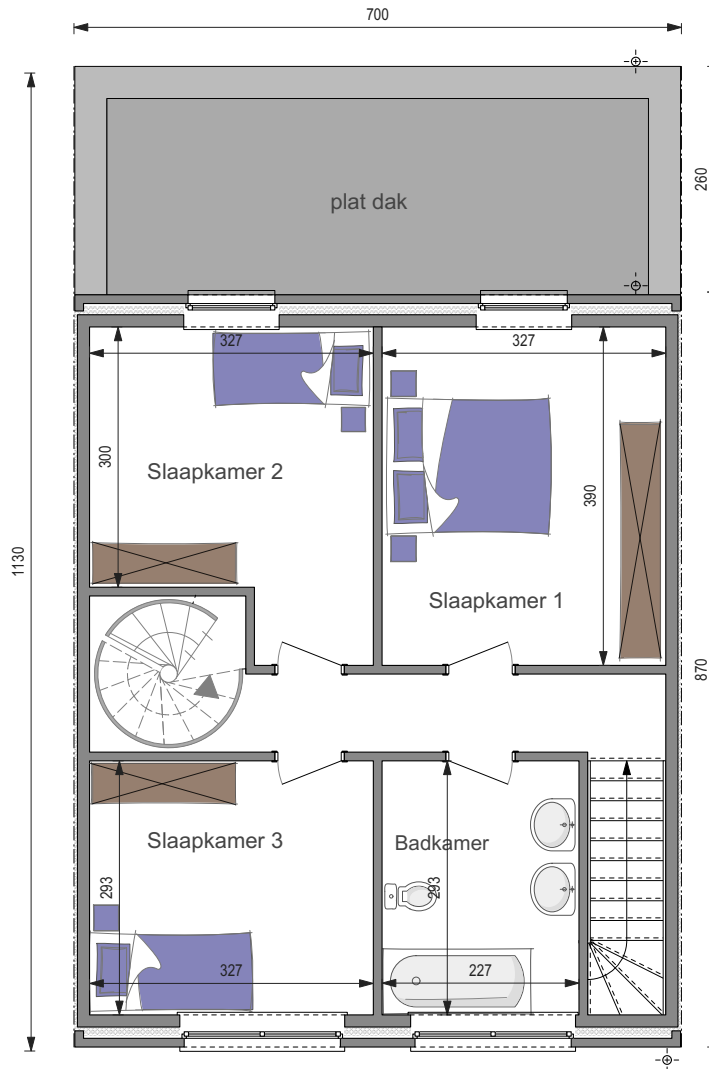 700
260
plat dak
327
327
300
390
Slaapkamer 2
1130
Slaapkamer 1
870
Slaapkamer 3
Badkamer
293
293
327
227